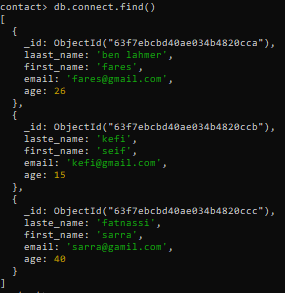 contact> db.connect.find()
[
  {
    _id: ObjectId("63f7ebcbd40ae034b4820cca"),
    laast_name: 'ben lahmer',
    first_name: 'fares',
    email: 'fares@gmail.com',
    age: 26
  },
  {
    _id: ObjectId("63f7ebcbd40ae034b4820ccb"),
    laste_name: 'kefi',
    first_name: 'seif',
    email: 'kefi@gmail.com',
    age: 15
  },
  {
    _id: ObjectId("63f7ebcbd40ae034b4820ccc"),
    laste_name: 'fatnassi',
    first_name: 'sarra',
    email: 'sarra@gamil.com',
    age: 40
  }
]